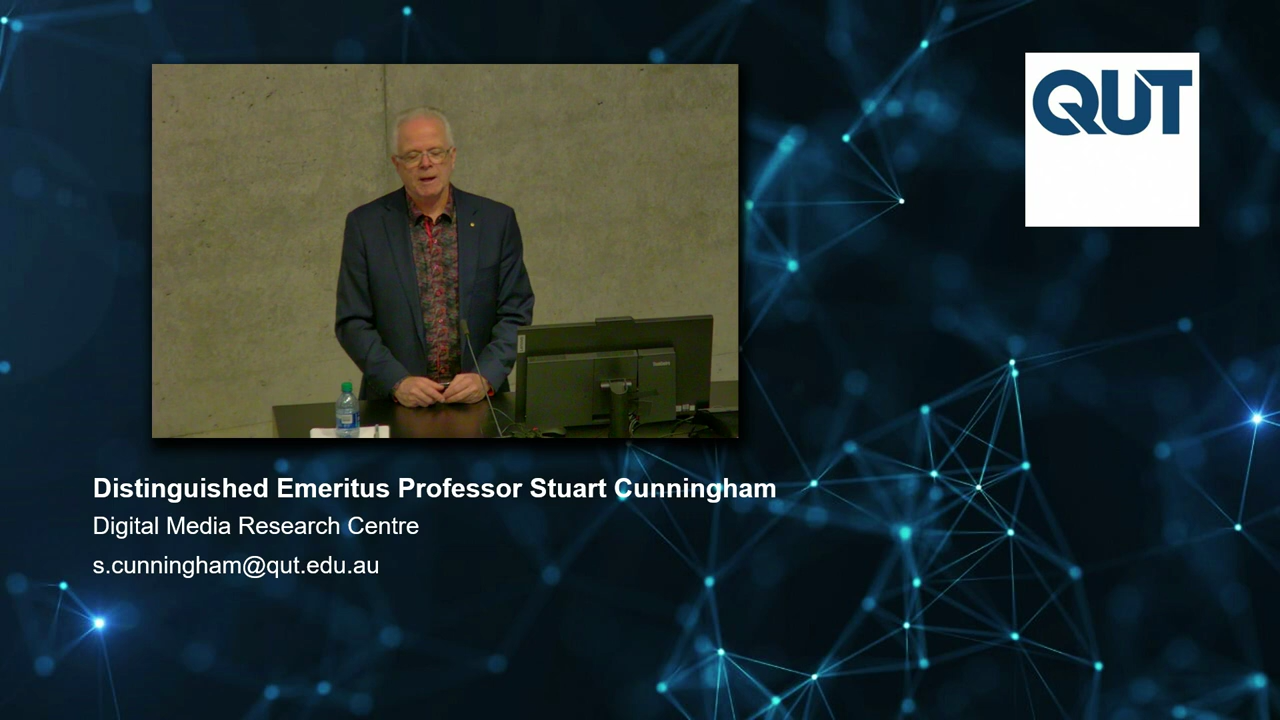 QUT
Distinguished Emeritus Professor Stuart Cunningham
Digital Media Research Centre
s.cunningham@qut.edu.au